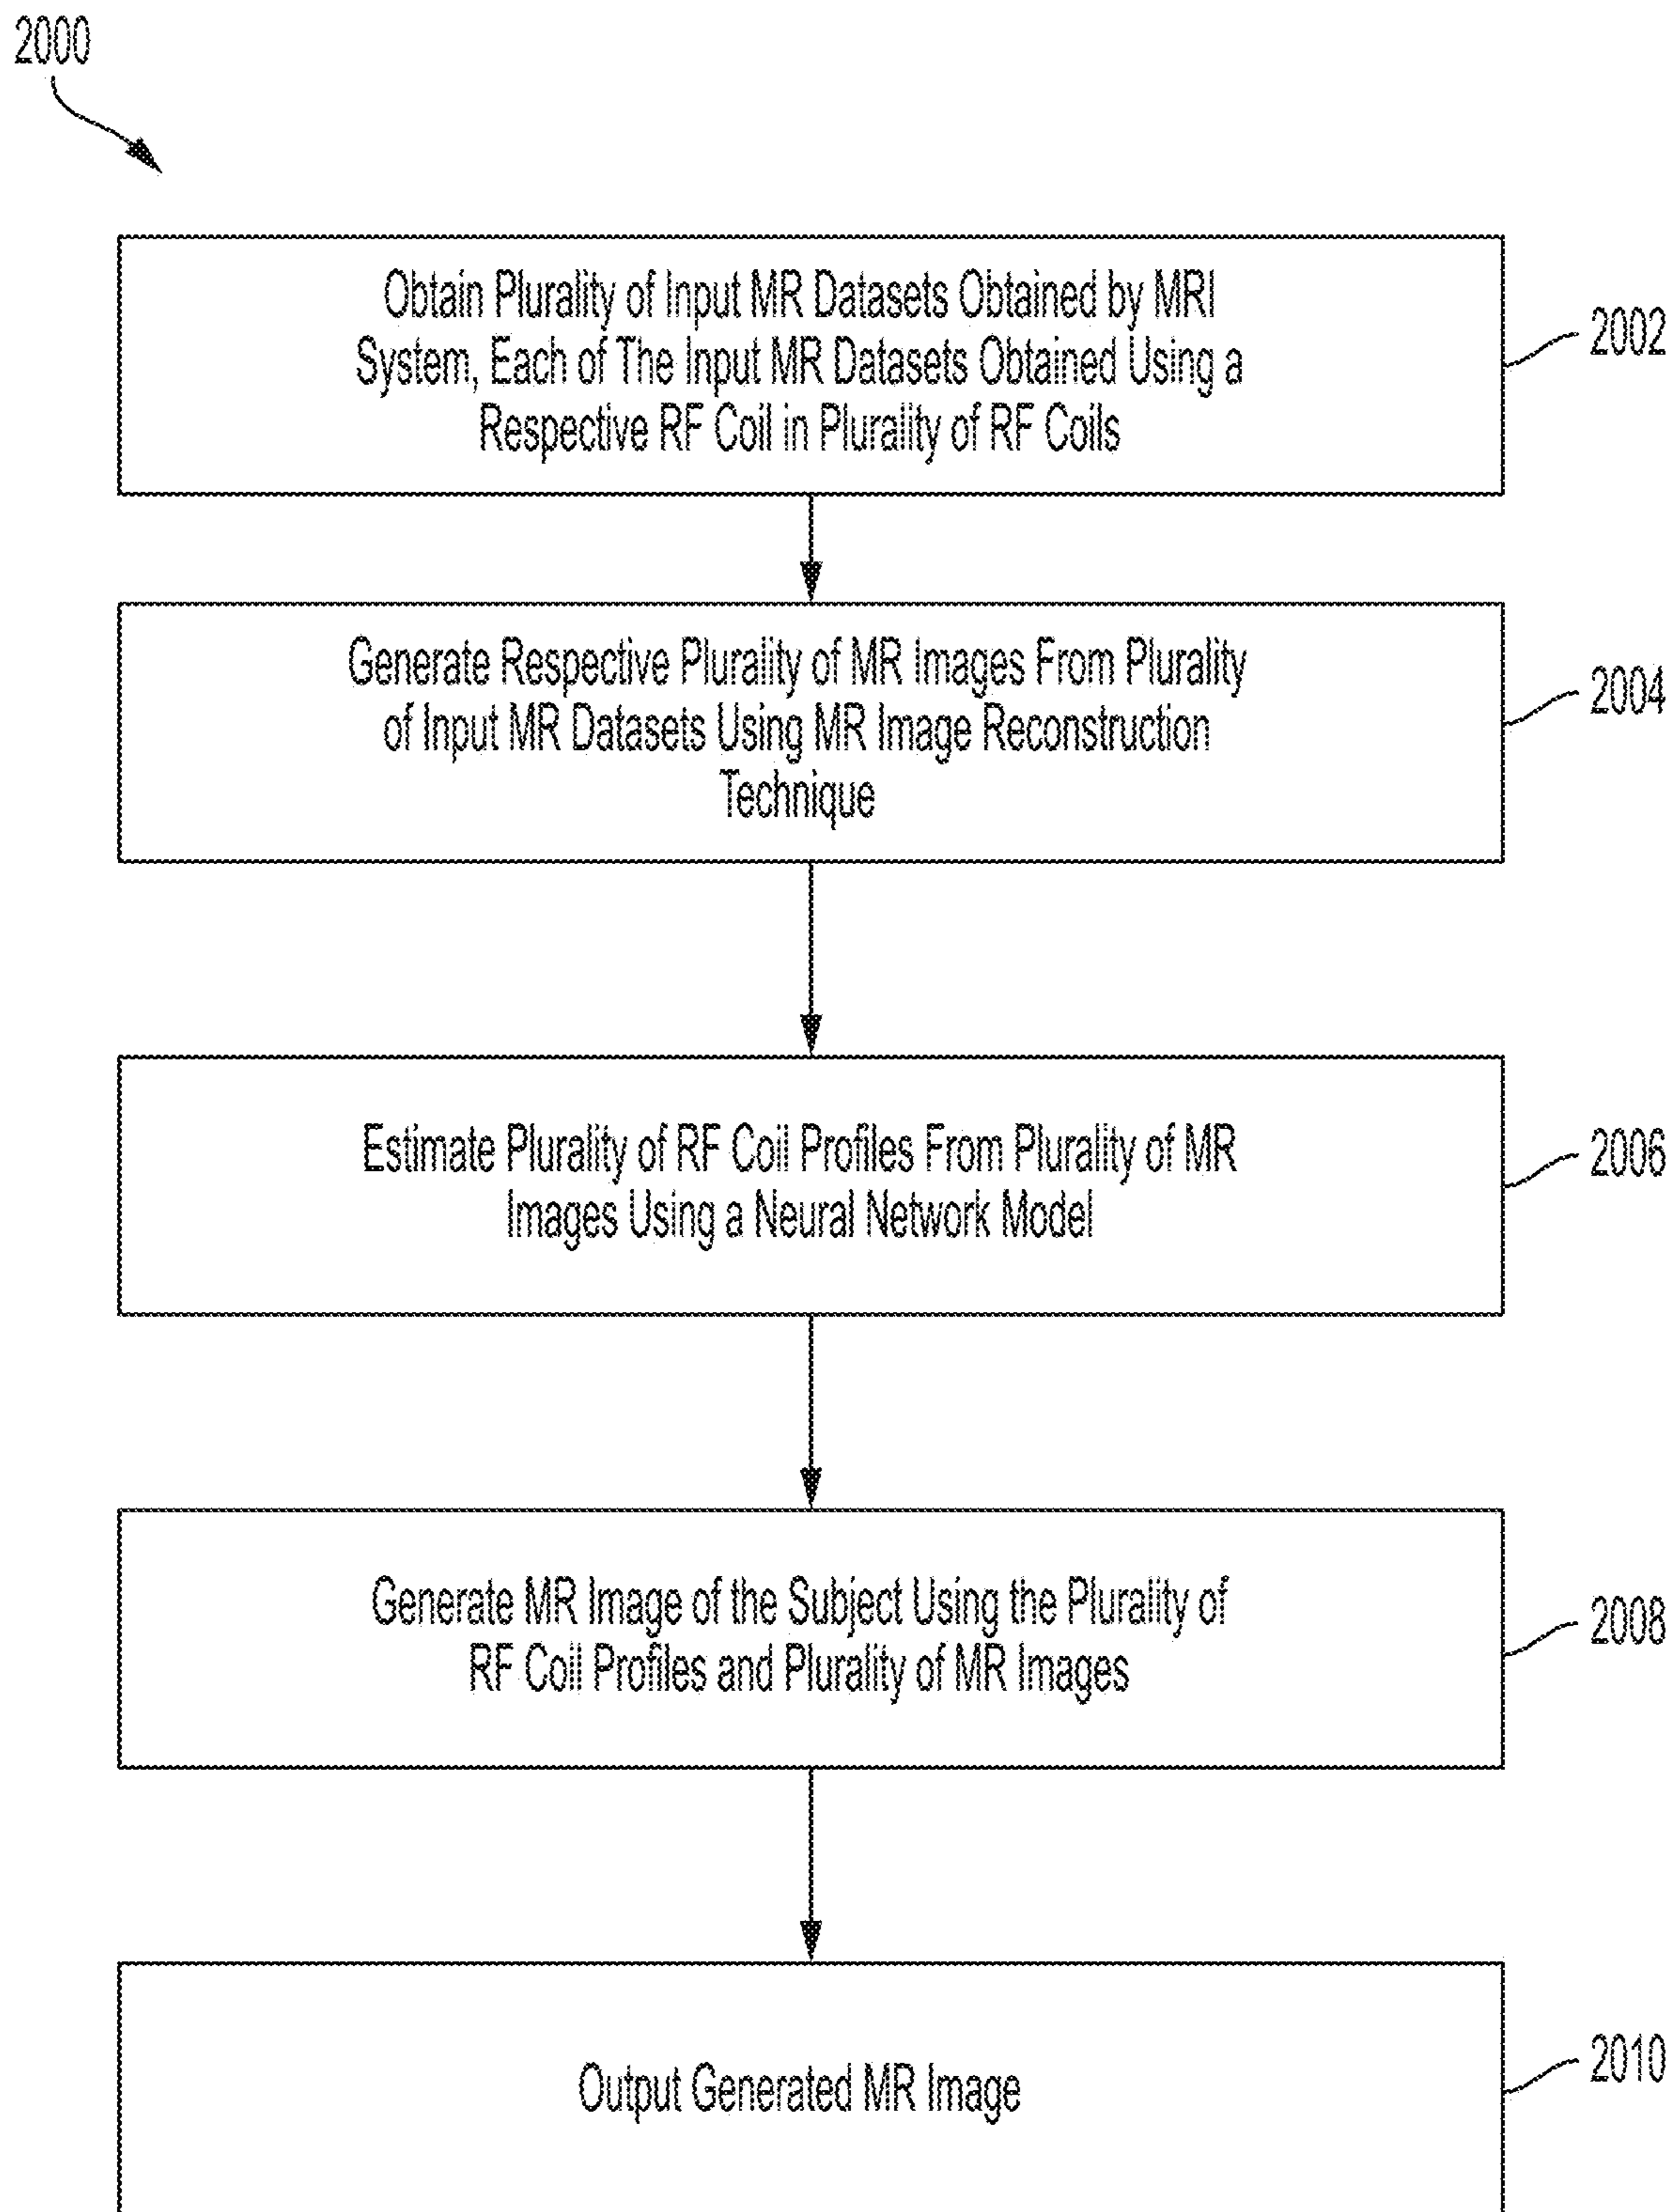 2000
Obtain Plurality of Input MR Datasets Obtained by MRI
System, Each of The Input MR Datasets Obtained Using a
Respective RF Coil in Plurality of RF Coils
2002
Generate Respective Plurality of MR Images From Plurality
of Input MR Datasets Using MR Image Reconstruction
Technique
2004
Estimate Plurality of RF Coil Profiles From Plurality of MR
Images Using a Neural Network Model
2006
Generate MR Image of the Subject Using the Plurality of
RF Coil Profiles and Plurality of MR Images
2008
Output Generated MR Image
2010